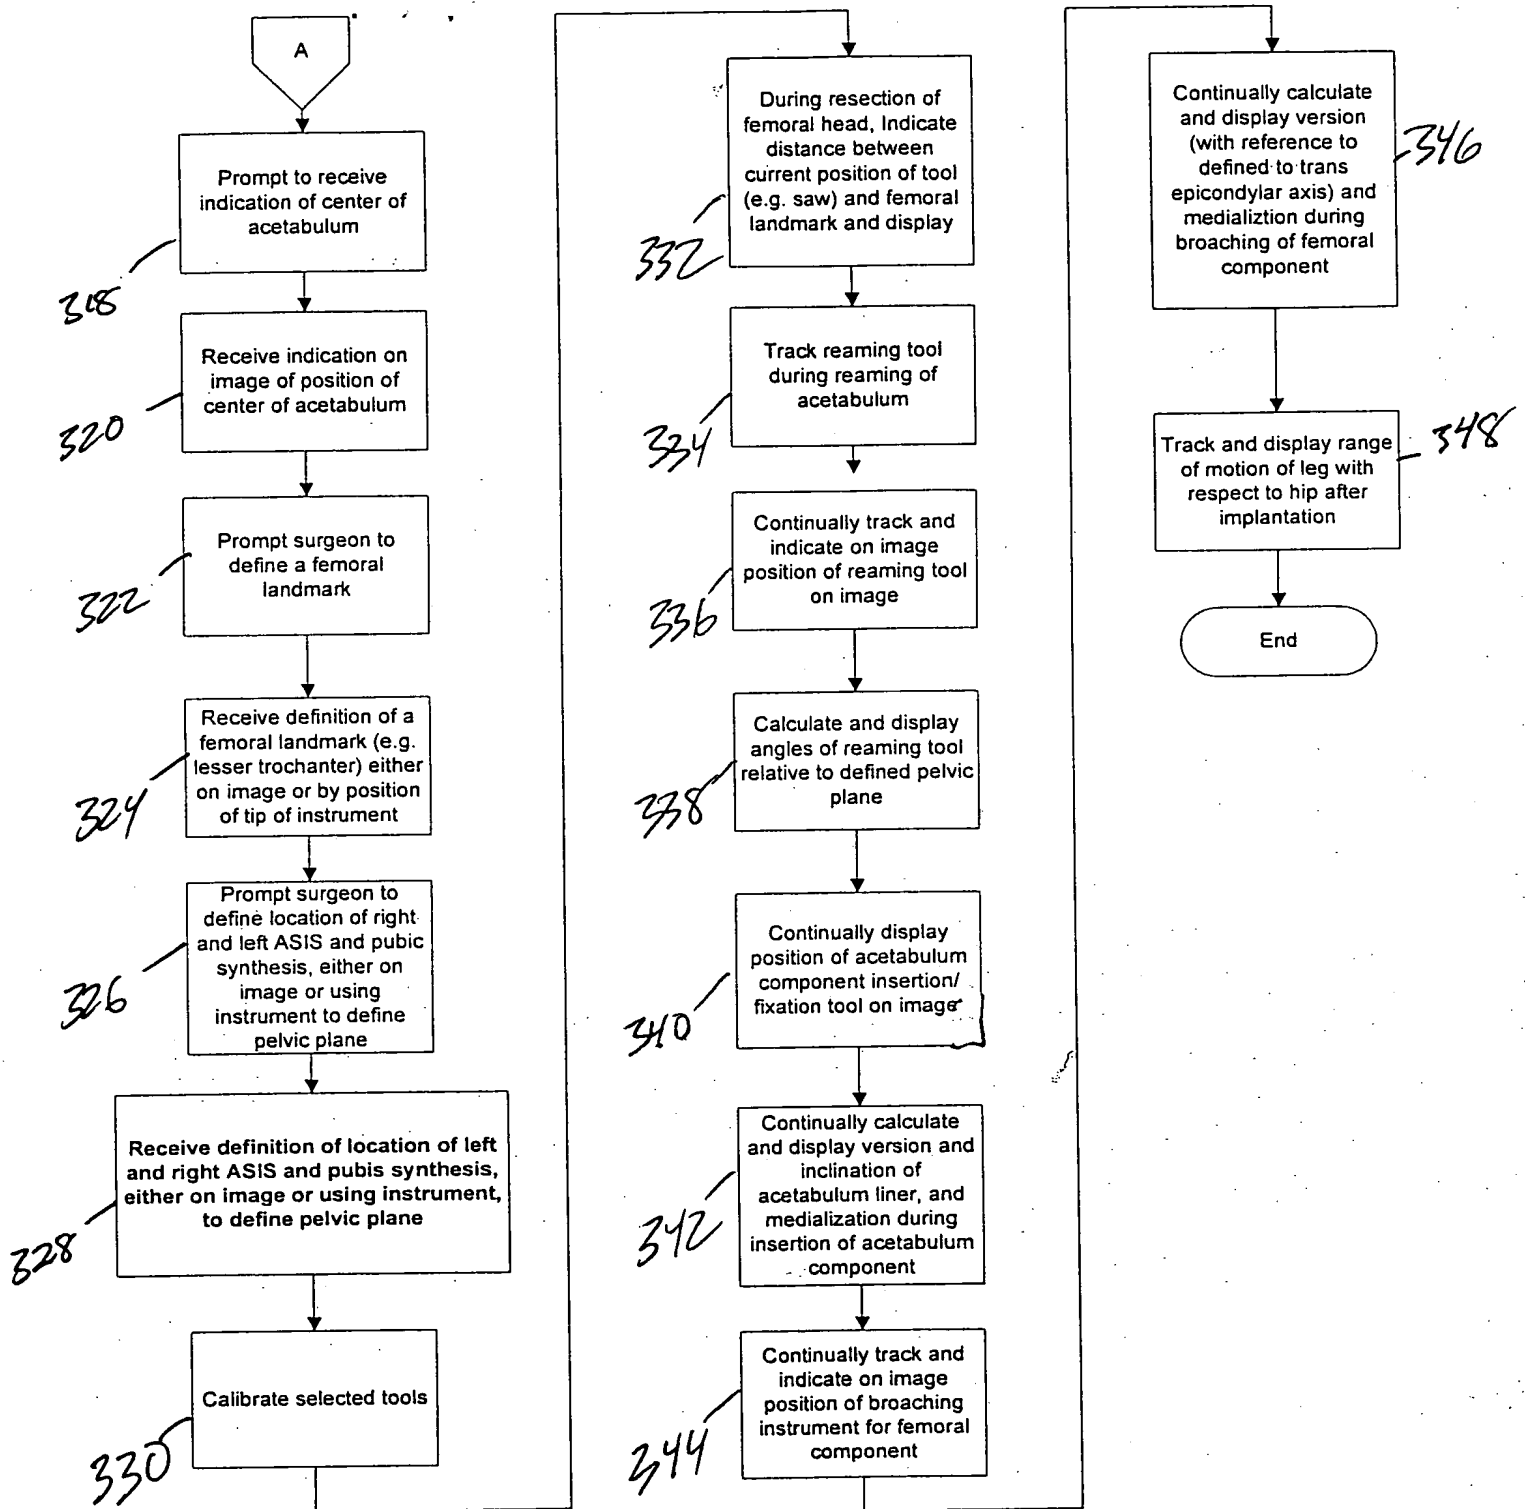 A
Prompt to receive
indication of center of
acetabulum
318
Receive indication on
image of position of
center of acetabulum
320
Prompt surgeon to
define a femoral
landmark
322
Receive definition of a
femoral landmark (e.g.
lesser trochanter) either
on image or by position
of tip of instrument
324
Prompt surgeon to
define location of right
and left ASIS and pubic
synthesis, either on
image or using
instrument to define
pelvic plane
326
Receive definition of location of left
and right ASIS and pubis synthesis,
either on image or using instrument,
to define pelvic plane
328
Calibrate selected tools
330
During resection of
femoral head, Indicate
distance between
current position of tool
(e.g. saw) and femoral
landmark and display
332
Track reaming tool
during reaming of
acetabulum
334
Continually track and
indicate on image
position of reaming tool
on image
336
Calculate and display
angles of reaming tool
relative to defined pelvic
plane
338
Continually display
position of acetabulum
component insertion/
fixation tool on image
340
Continually calculate
and display version and
inclination of
acetabulum liner, and
medialization during
insertion of acetabulum
component
342
Continually track and
indicate on image
position of broaching
instrument for femoral
component
344
Continually calculate
and display version
(with reference to
defined to trans
epicondylar axis) and
medializtion during
broaching of femoral
component
346
Track and display range
of motion of leg with
respect to hip after
implantation
348
End